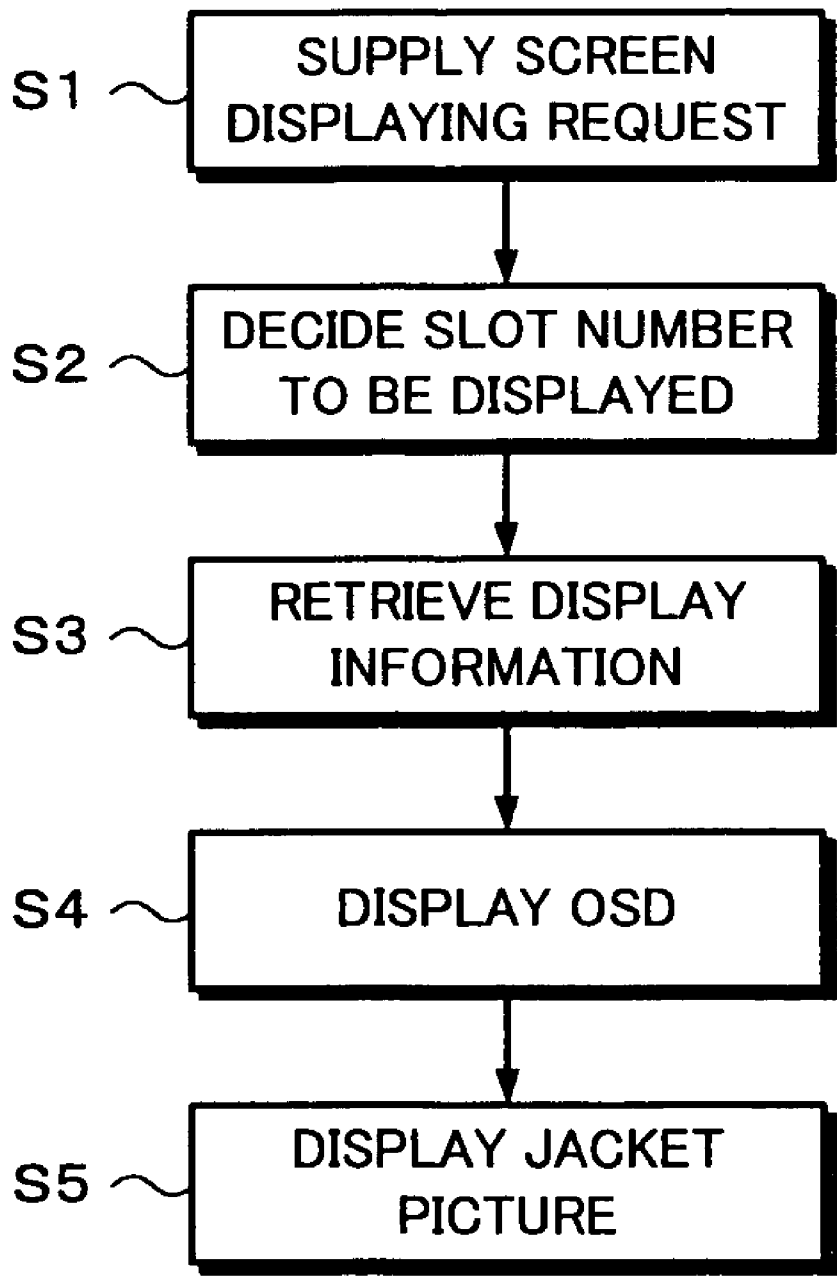 S1
SUPPLY SCREEN
DISPLAYING REQUEST
S2
DECIDE SLOT NUMBER
TO BE DISPLAYED
S3
RETRIEVE DISPLAY
INFORMATION
S4
DISPLAY OSD
S5
DISPLAY JACKET
PICTURE